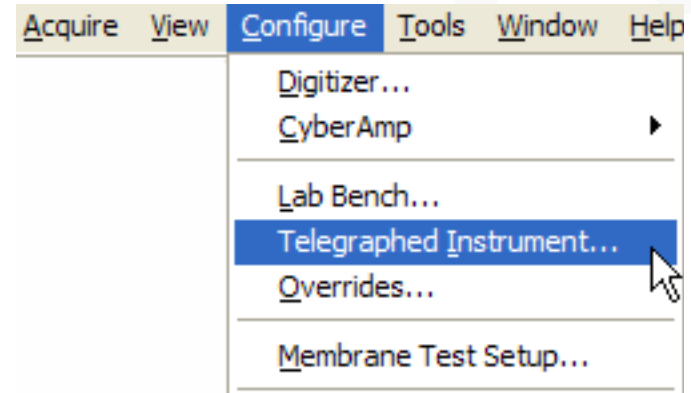 Acquire View Configure Tools Window Help
Digitizer...
CyberAmp
Lab Bench...
Telegraphed Instrument...
Overrides...
Membrane Test Setup...